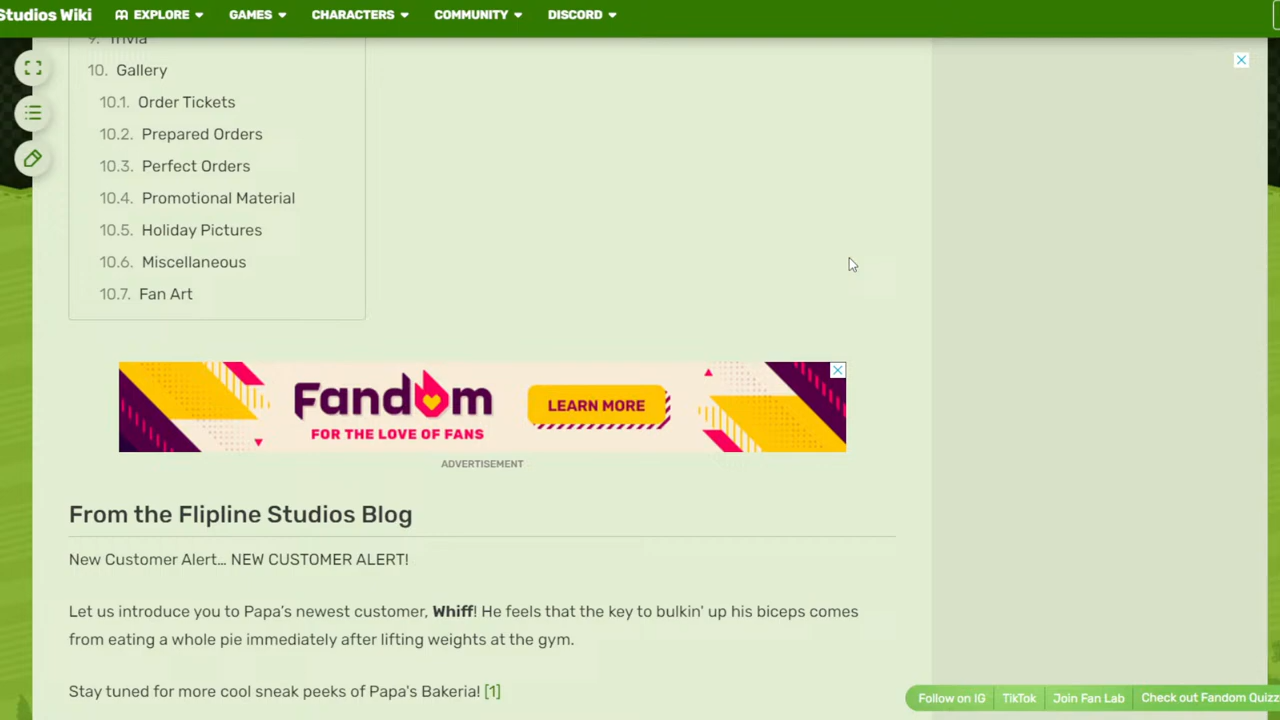 Studios Wiki EXPLORE GAMES CHARACTERS COMMUNITY DISCORD
9. Trivia
10. Gallery
10.1. Order Tickets
10.2. Prepared Orders
10.3. Perfect Orders
10.4. Promotional Material
10.5. Holiday Pictures
10.6. Miscellaneous
10.7. Fan Art
Fandom
FOR THE LOVE OF FANS
LEARN MORE
ADVERTISEMENT
From the Flipline Studios Blog
New Customer Alert... NEW CUSTOMER ALERT!
Let us introduce you to Papa's newest customer, Whiff! He feels that the key to bulkin' up his biceps comes
from eating a whole pie immediately after lifting weights at the gym.
Stay tuned for more cool sneak peeks of Papa's Bakeria! [1]
Follow on IG TikTok Join Fan Lab Check out Fandom Quizz